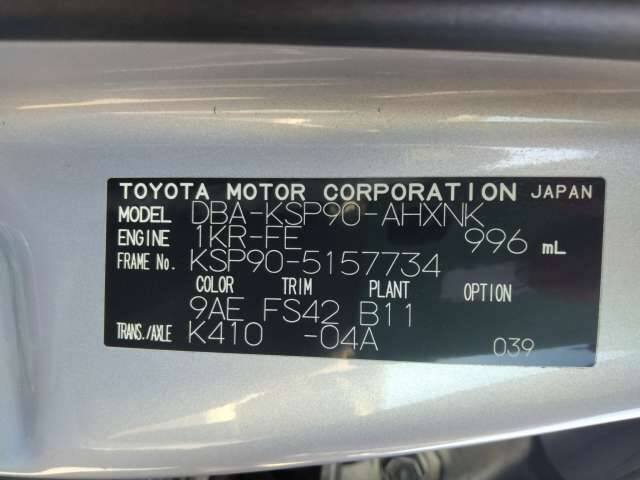 TOYOTA MOTOR CORPORATION JAPAN
MODEL DBA-KSP90-AHXNK
ENGINE 1KR-FE 996 mL
FRAME No. KSP90-5157734
COLOR TRIM PLANT OPTION
9AE FS42 B11
TRANS./AXLE K410 -04A
039